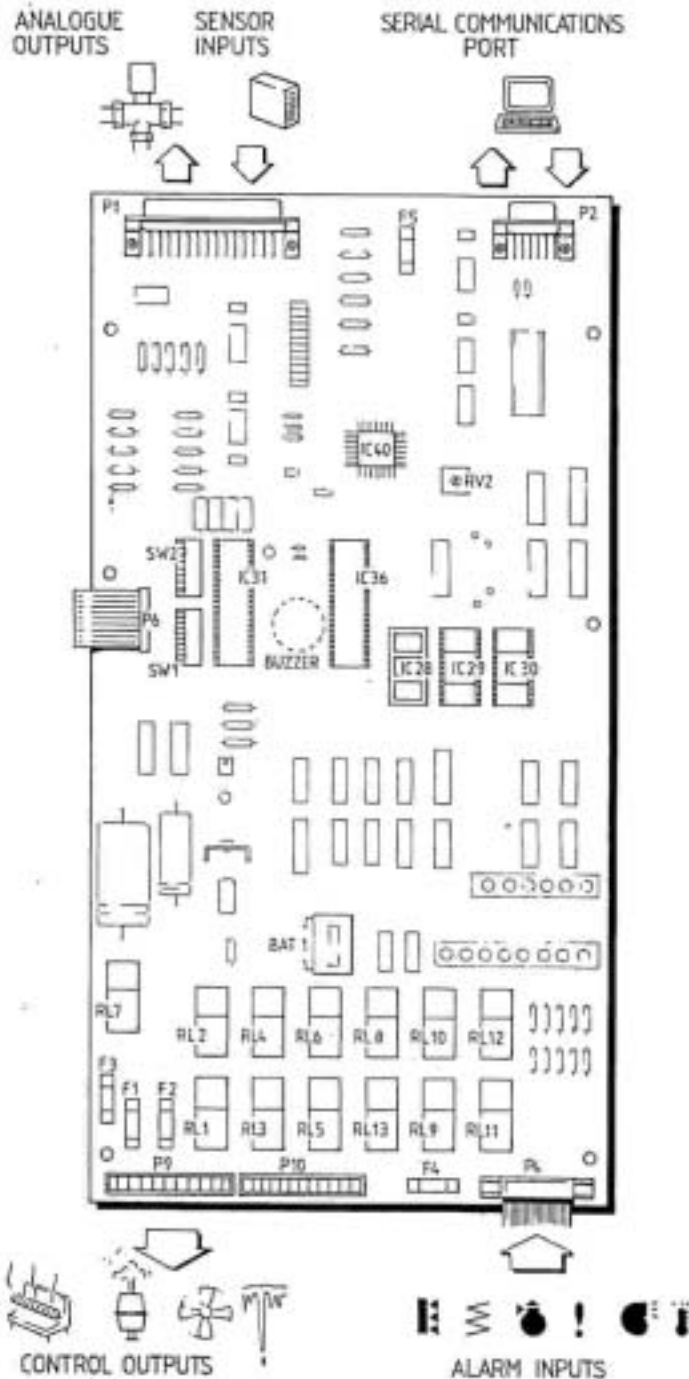 ANALOGUE OUTPUTS
SENSOR INPUTS
SERIAL COMMUNICATIONS PORT
P1
F5
P2
IC40
RV2
SW2
IC31
IC36
P6
SW1
BUZZER
IC28
IC29
IC30
BAT 1
RL7
RL2
RL4
RL6
RL8
RL10
RL12
F3
F1
F2
RL1
RL3
RL5
RL13
RL9
RL11
P9
P10
F4
P4
CONTROL OUTPUTS
ALARM INPUTS